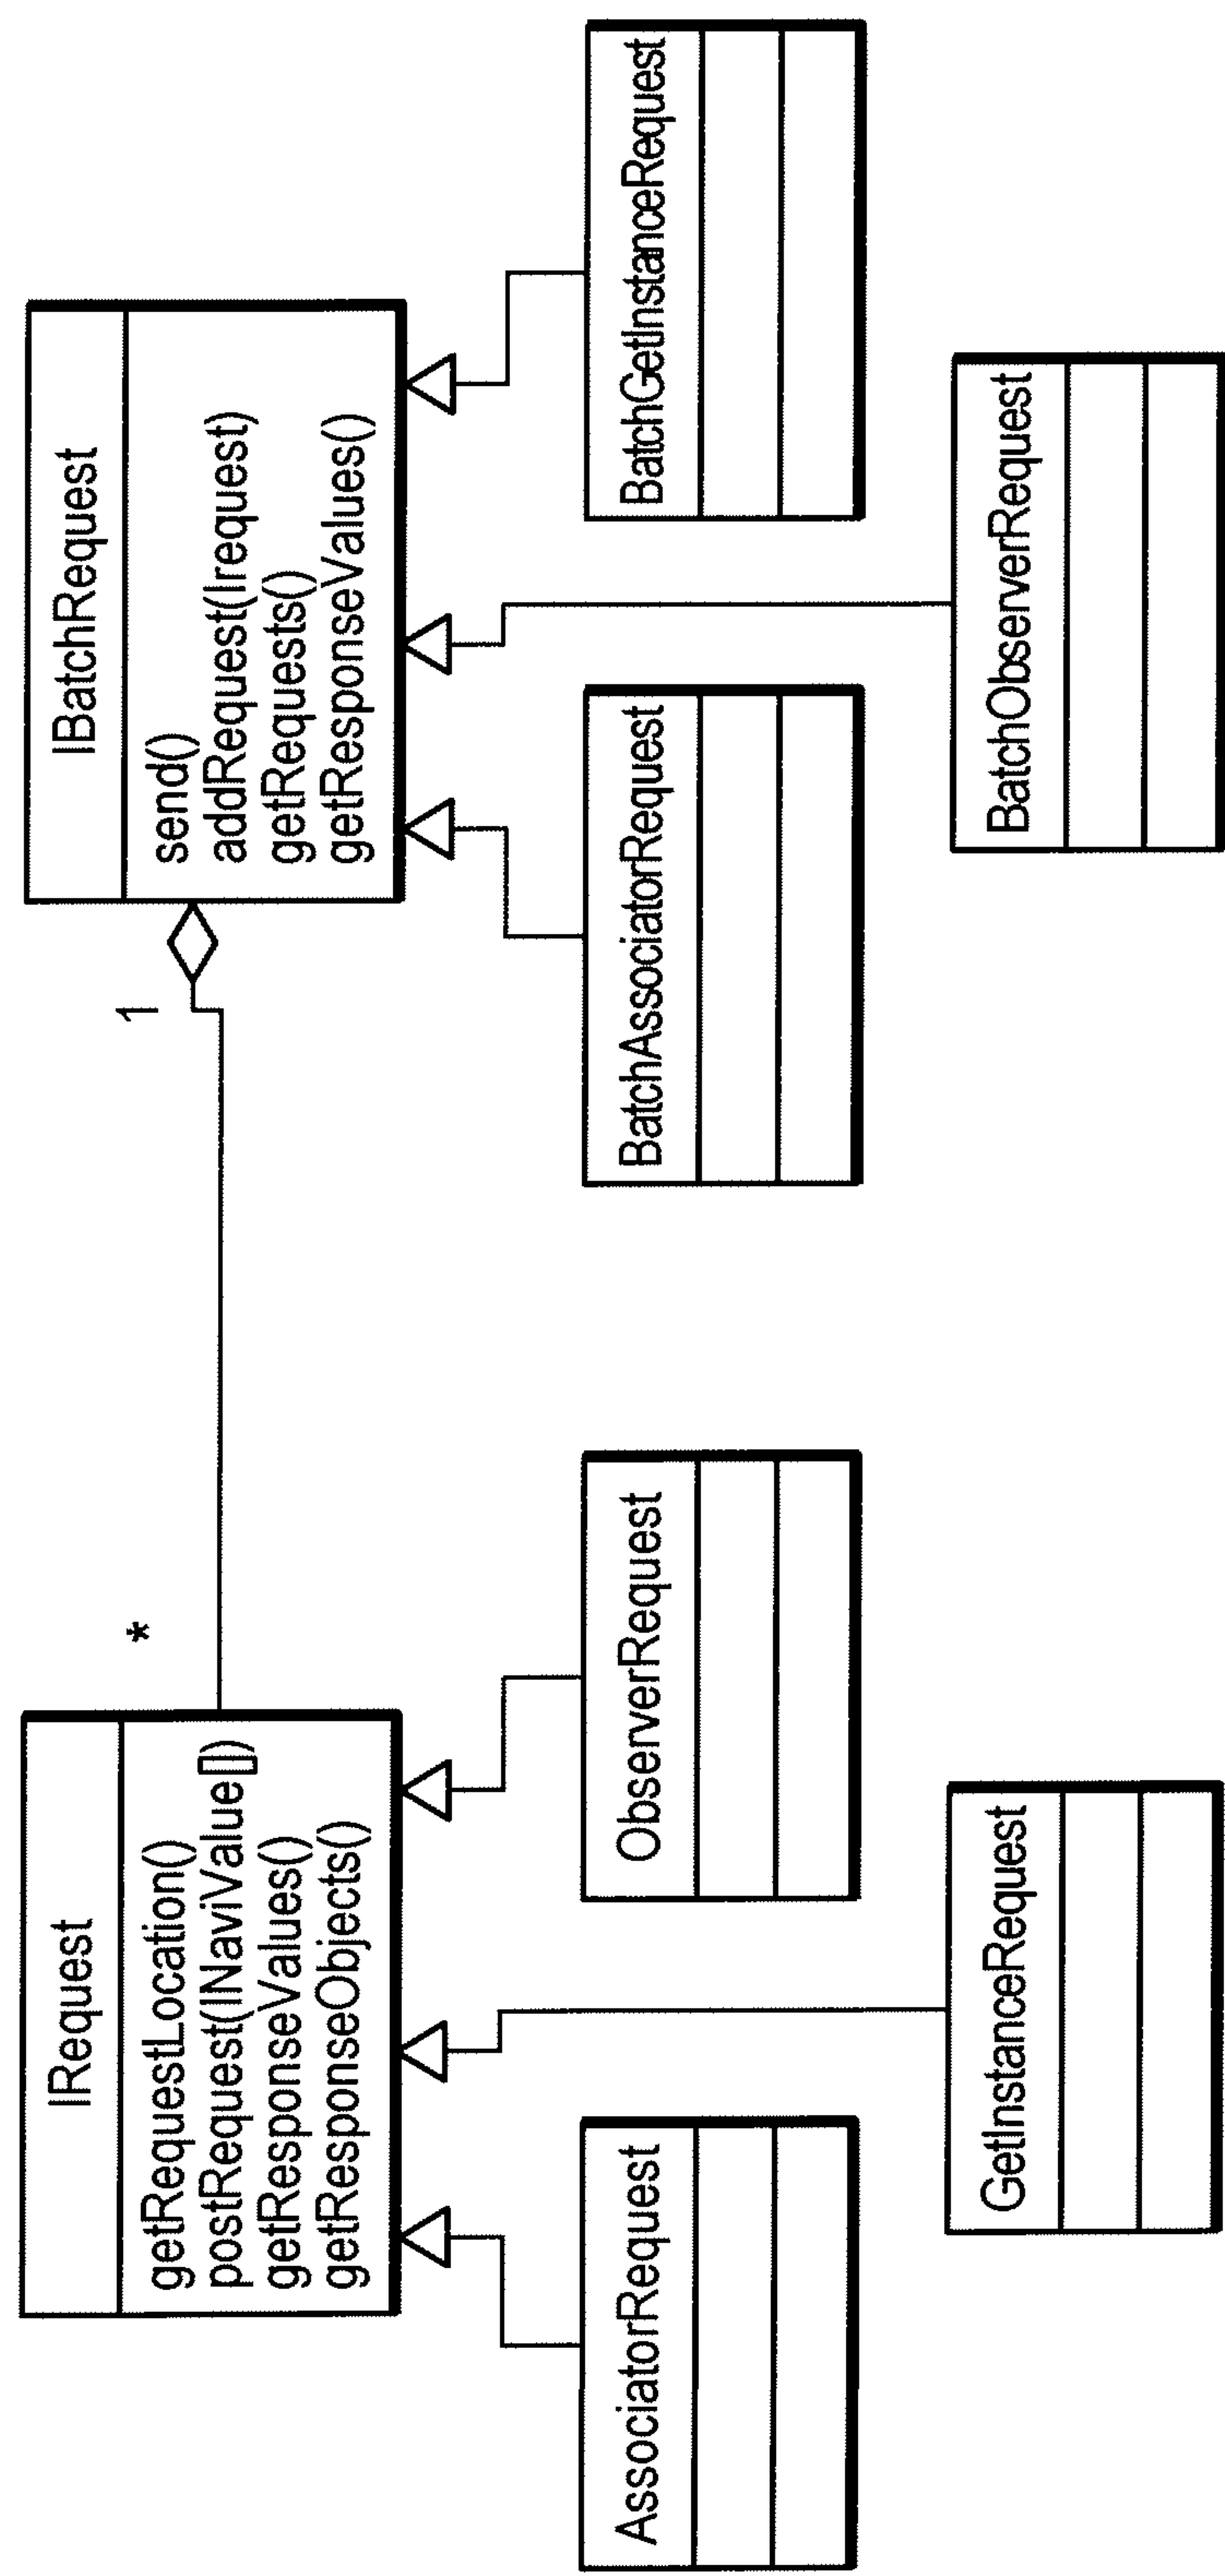 IRequest
getRequestLocation()
postRequest(INaviValue[])
getResponseValues()
getResponseObjects()
*
1
IBatchRequest
send()
addRequest(Irequest)
getRequests()
getResponseValues()
AssociatorRequest
ObserverRequest
BatchAssociatorRequest
BatchGetInstanceRequest
GetInstanceRequest
BatchObserverRequest